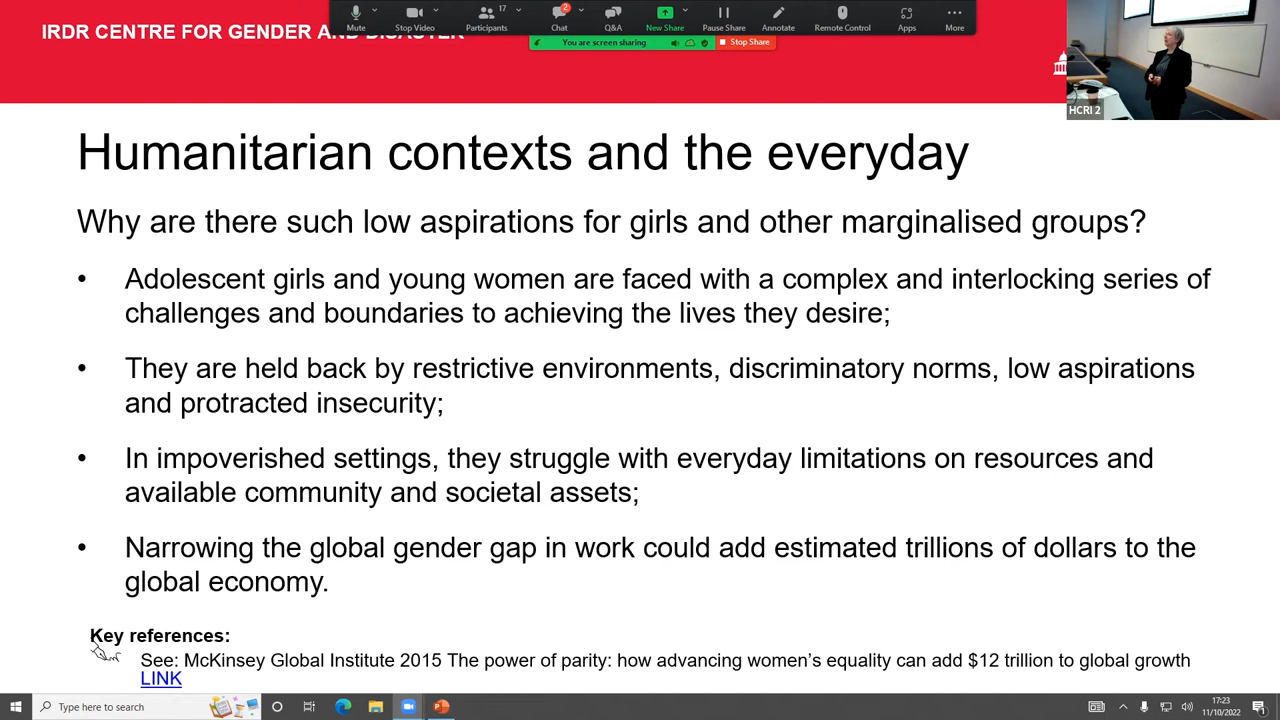 IRDR CENTRE FOR GENDER AND DISASTER
Mute
Stop Video
17
Participants
2
Chat
Q&A
New Share
Pause Share
Annotate
Remote Control
Apps
More
You are screen sharing
Stop Share
HCRI 2
Humanitarian contexts and the everyday
Why are there such low aspirations for girls and other marginalised groups?
• Adolescent girls and young women are faced with a complex and interlocking series of
challenges and boundaries to achieving the lives they desire;
• They are held back by restrictive environments, discriminatory norms, low aspirations
and protracted insecurity;
• In impoverished settings, they struggle with everyday limitations on resources and
available community and societal assets;
• Narrowing the global gender gap in work could add estimated trillions of dollars to the
global economy.
Key references:
See: McKinsey Global Institute 2015 The power of parity: how advancing women's equality can add $12 trillion to global growth
LINK
Type here to search
17:23
11/10/2022
1